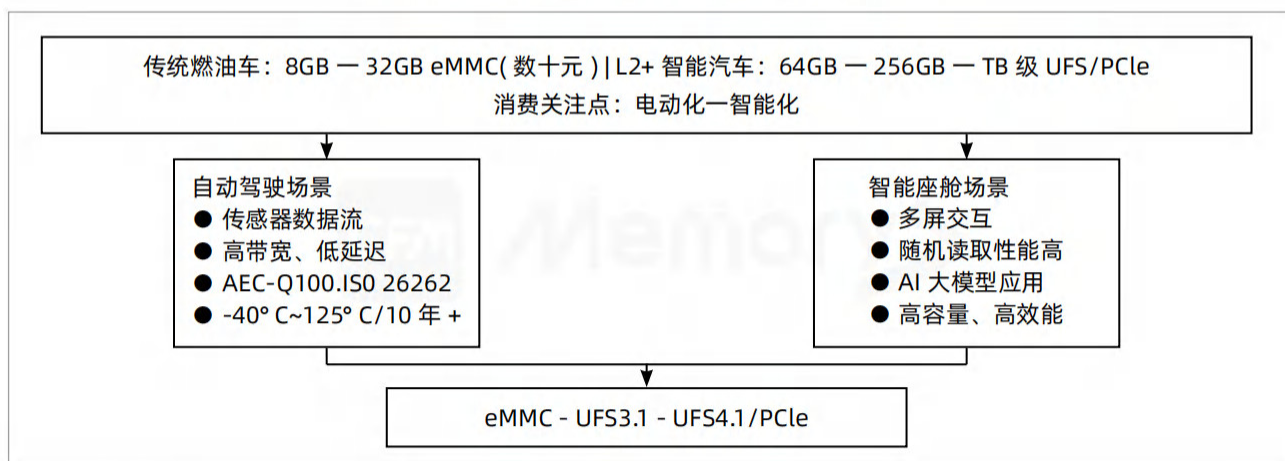 传统燃油车：8GB 一 32GB eMMC( 数十元 ) | L2+ 智能汽车：64GB 一 256GB 一 TB 级 UFS/PCle
消费关注点：电动化一智能化
自动驾驶场景
● 传感器数据流
● 高带宽、低延迟
● AEC-Q100.IS0 26262
● -40° C~125° C/10 年 +
智能座舱场景
● 多屏交互
● 随机读取性能高
● AI 大模型应用
● 高容量、高效能
Memory
eMMC - UFS3.1 - UFS4.1/PCle